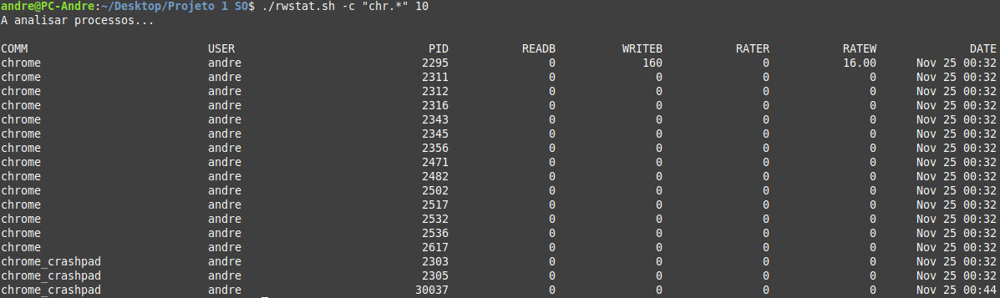 andre@PC-Andre:~/Desktop/Projeto 1 SO$ ./rwstat.sh -c "chr.*" 10
A analisar processos...
COMM USER PID READB WRITEB RATER RATEW DATE
chrome andre 2295 0 160 0 16.00 Nov 25 00:32
chrome andre 2311 0 0 0 0 Nov 25 00:32
chrome andre 2312 0 0 0 0 Nov 25 00:32
chrome andre 2316 0 0 0 0 Nov 25 00:32
chrome andre 2343 0 0 0 0 Nov 25 00:32
chrome andre 2345 0 0 0 0 Nov 25 00:32
chrome andre 2356 0 0 0 0 Nov 25 00:32
chrome andre 2471 0 0 0 0 Nov 25 00:32
chrome andre 2482 0 0 0 0 Nov 25 00:32
chrome andre 2502 0 0 0 0 Nov 25 00:32
chrome andre 2517 0 0 0 0 Nov 25 00:32
chrome andre 2532 0 0 0 0 Nov 25 00:32
chrome andre 2536 0 0 0 0 Nov 25 00:32
chrome andre 2617 0 0 0 0 Nov 25 00:32
chrome_crashpad andre 2303 0 0 0 0 Nov 25 00:32
chrome_crashpad andre 2305 0 0 0 0 Nov 25 00:32
chrome_crashpad andre 30037 0 0 0 0 Nov 25 00:44